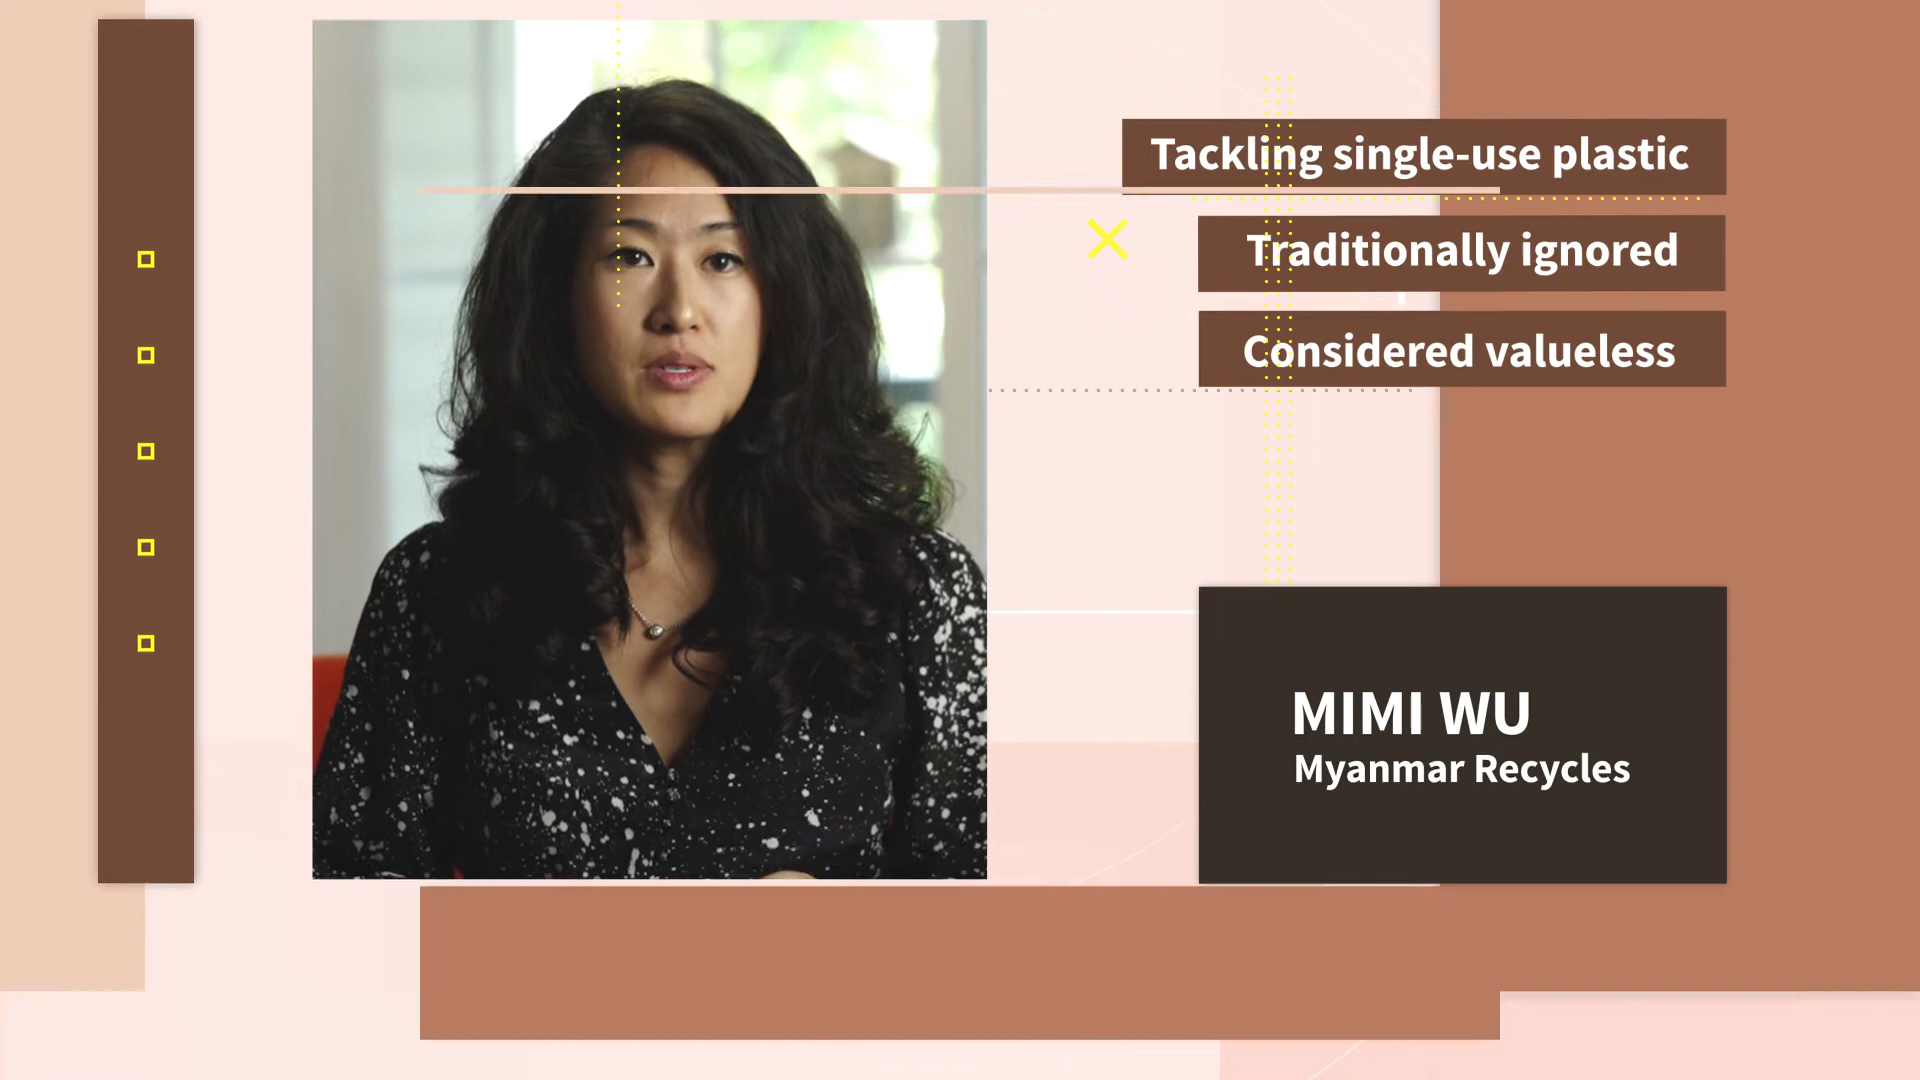 Tackling single-use plastic
Traditionally ignored
Considered valueless
MIMI WU
Myanmar Recycles